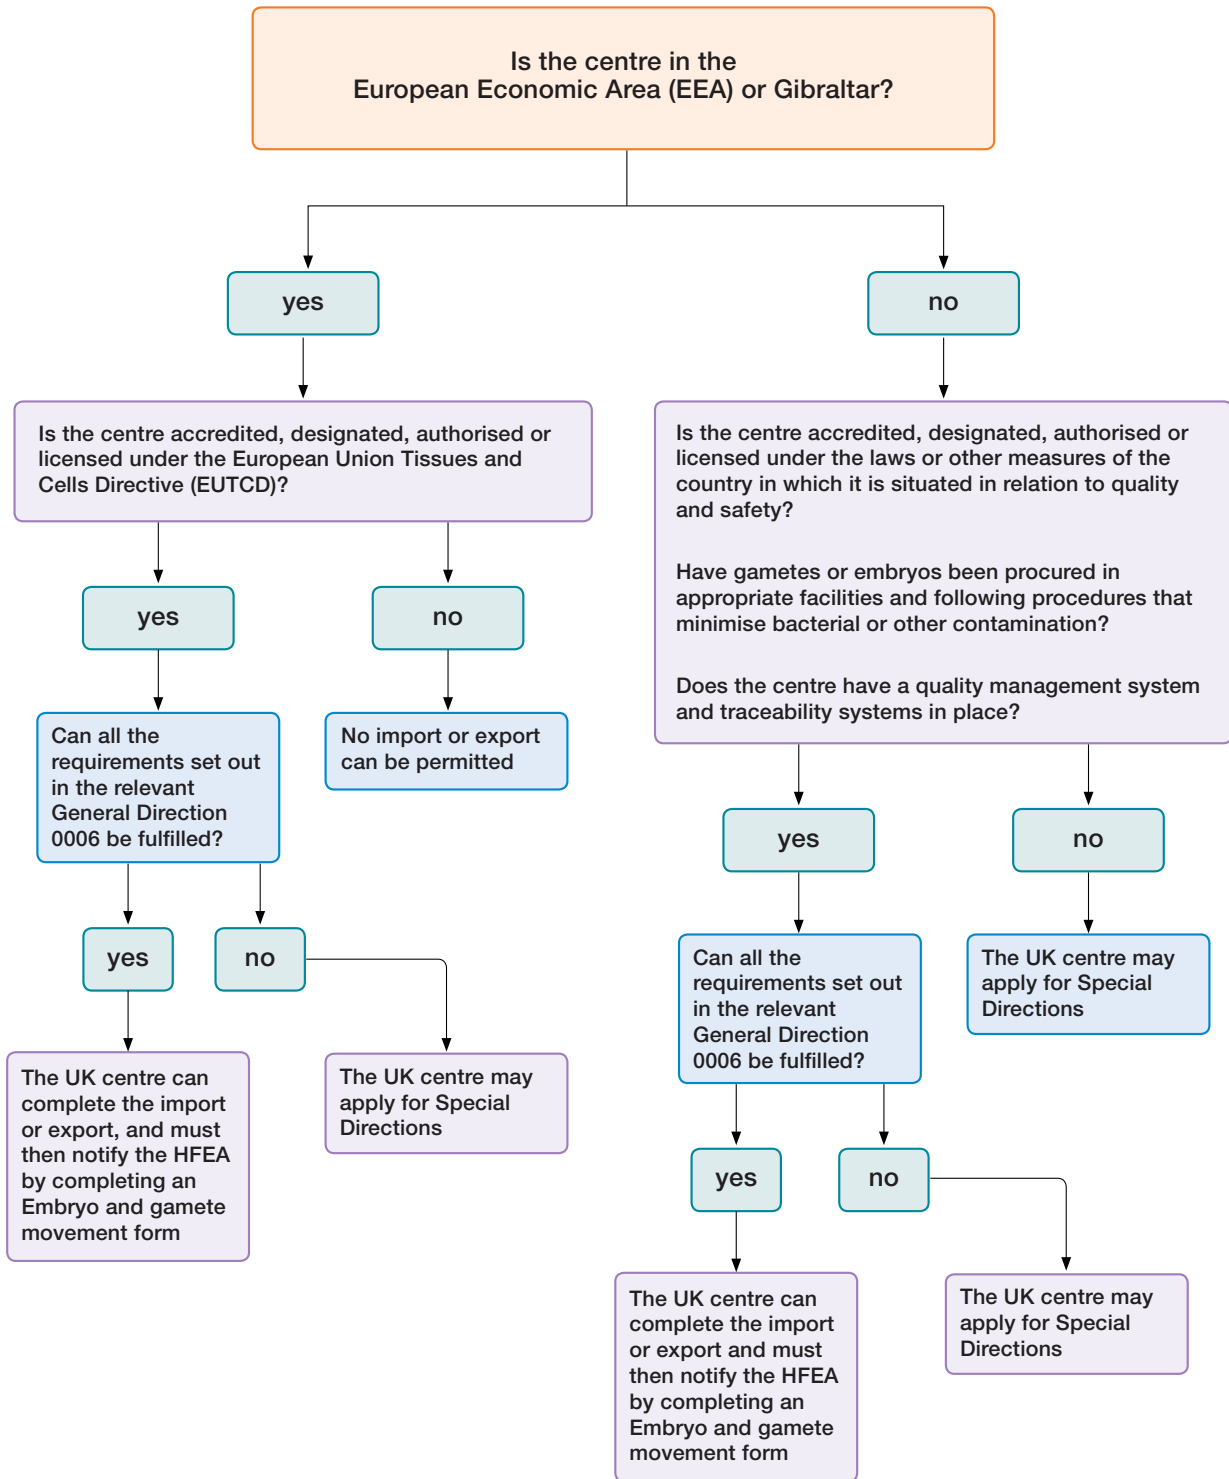 Is the centre in the
European Economic Area (EEA) or Gibraltar?
yes
no
Is the centre accredited, designated, authorised or
licensed under the European Union Tissues and
Cells Directive (EUTCD)?
Is the centre accredited, designated, authorised or
licensed under the laws or other measures of the
country in which it is situated in relation to quality
and safety?
Have gametes or embryos been procured in
appropriate facilities and following procedures that
minimise bacterial or other contamination?
Does the centre have a quality management system
and traceability systems in place?
yes
no
Can all the
requirements set out
in the relevant
General Direction
0006 be fulfilled?
No import or export
can be permitted
yes
no
yes
no
Can all the
requirements set out
in the relevant
General Direction
0006 be fulfilled?
The UK centre may
apply for Special
Directions
The UK centre can
complete the import
or export, and must
then notify the HFEA
by completing an
Embryo and gamete
movement form
The UK centre may
apply for Special
Directions
yes
no
The UK centre can
complete the import
or export and must
then notify the HFEA
by completing an
Embryo and gamete
movement form
The UK centre may
apply for Special
Directions